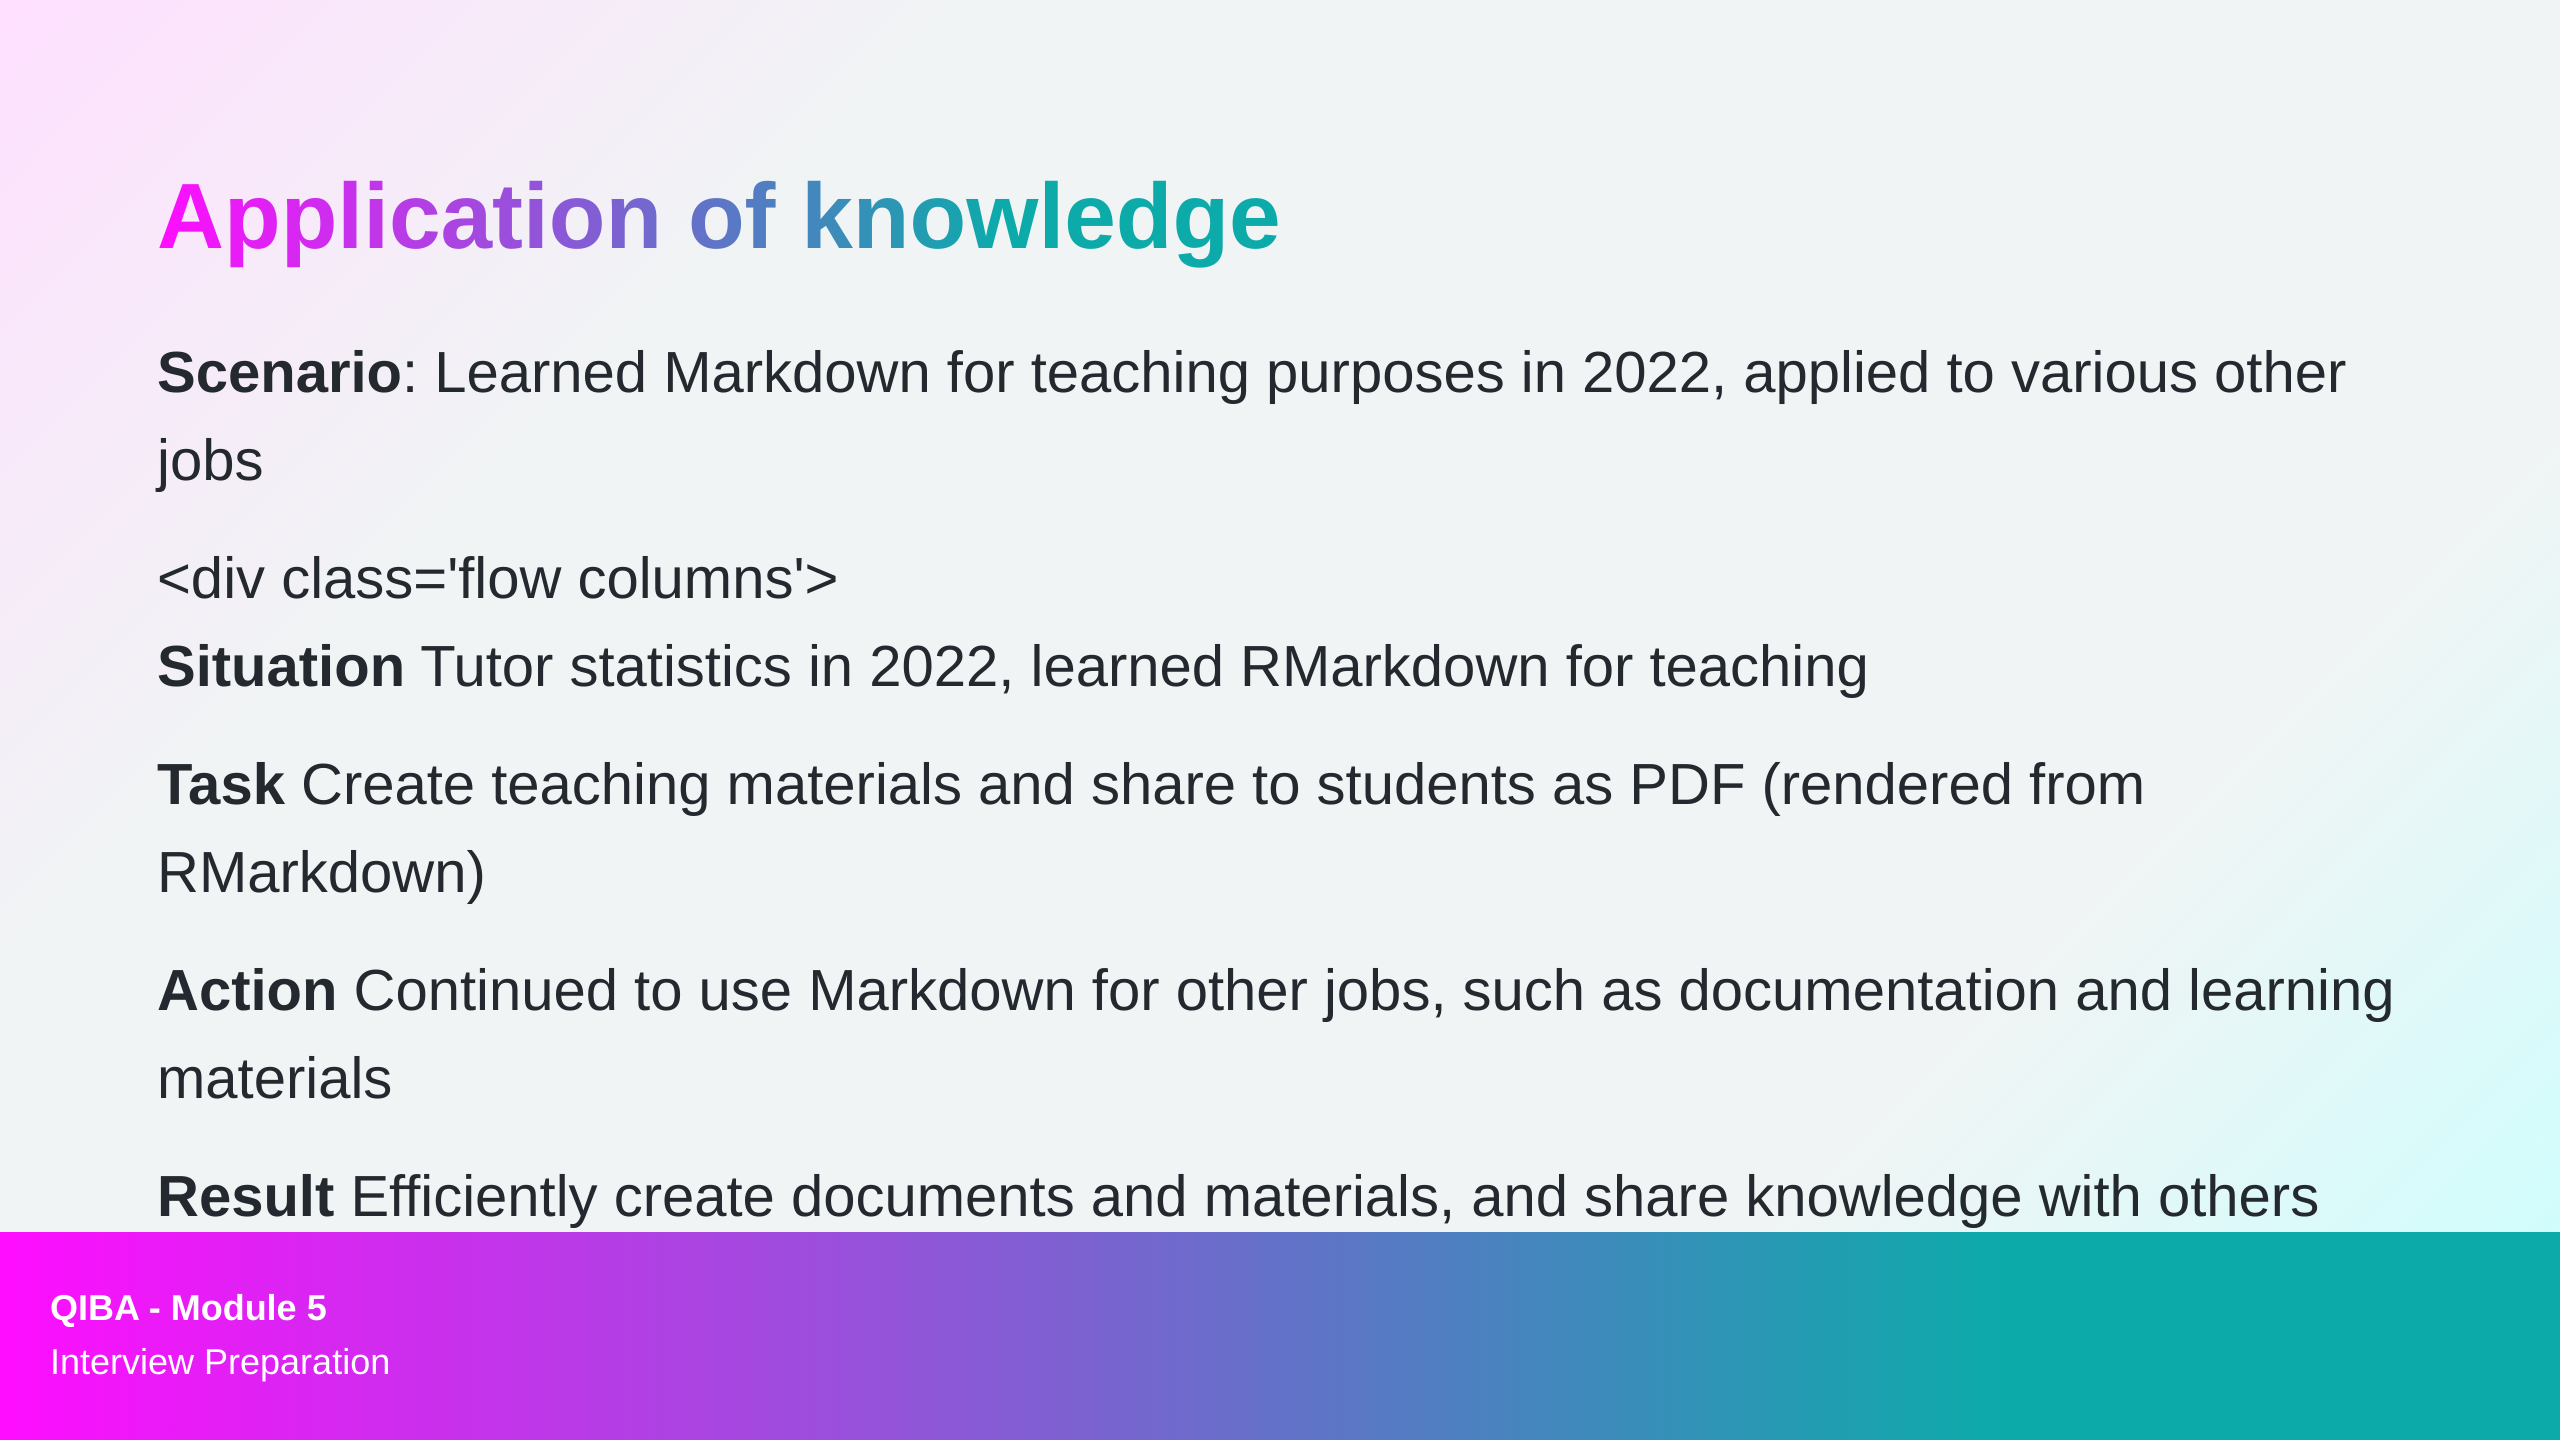 Application of knowledge
Scenario: Learned Markdown for teaching purposes in 2022, applied to various other
jobs
<div class='flow columns'>
Situation Tutor statistics in 2022, learned RMarkdown for teaching
Task Create teaching materials and share to students as PDF (rendered from
RMarkdown)
Action Continued to use Markdown for other jobs, such as documentation and learning
materials
Result Efficiently create documents and materials, and share knowledge with others
QIBA - Module 5
Interview Preparation